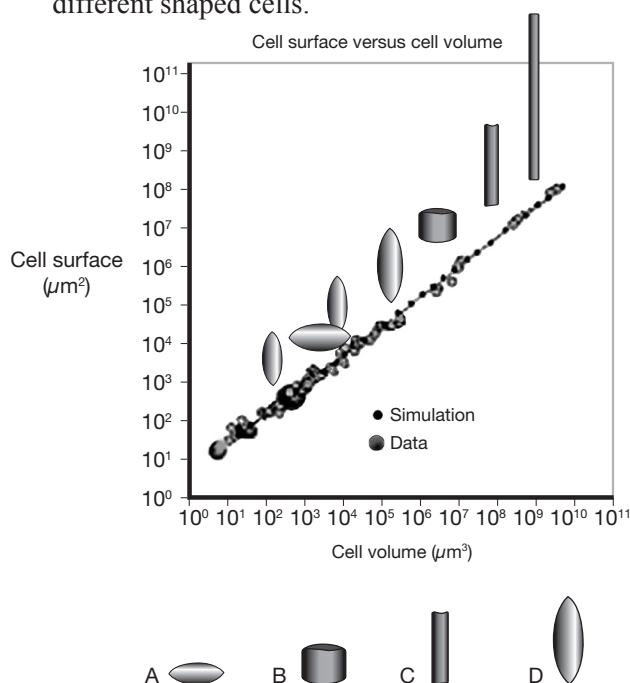 different shaped cells.
Cell surface versus cell volume
10¹¹
10¹⁰
10⁹
10⁸
10⁷
10⁶
10⁵
10⁴
10³
10²
10¹
10⁰
Cell surface
(µm²)
Simulation
Data
10⁰ 10¹ 10² 10³ 10⁴ 10⁵ 10⁶ 10⁷ 10⁸ 10⁹ 10¹⁰ 10¹¹
Cell volume (µm³)
A B C D